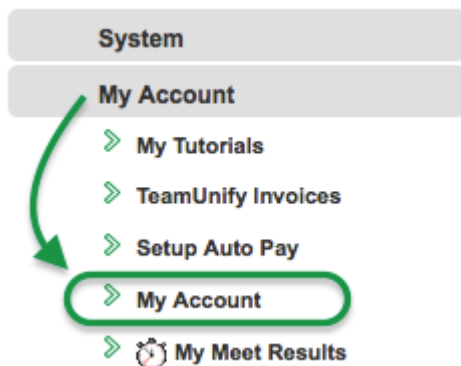 System
My Account
My Tutorials
TeamUnify Invoices
Setup Auto Pay
My Account
My Meet Results